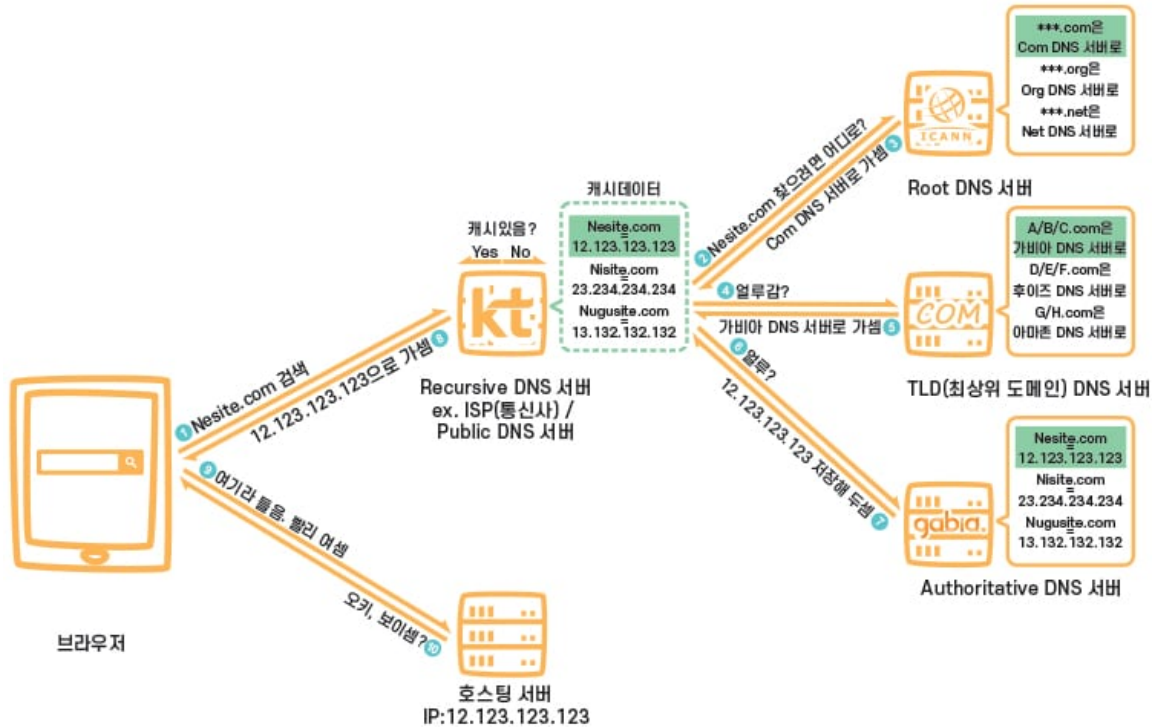 ***.com은
Com DNS 서버로
***.org은
Org DNS 서버로
***.net은
Net DNS 서버로
ICANN
Root DNS 서버
② Nesite.com 찾으려면 어디로?
Com DNS 서버로 가셈 ③
캐시데이터
Nesite.com
=
12.123.123.123
Nisite.com
=
23.234.234.234
Nugusite.com
=
13.132.132.132
캐시있음?
Yes No
kt
Recursive DNS 서버
ex. ISP(통신사) /
Public DNS 서버
④ 얼루감?
가비아 DNS 서버로 가셈 ⑤
A/B/C.com은
가비아 DNS 서버로
D/E/F.com은
후이즈 DNS 서버로
G/H.com은
아마존 DNS 서버로
COM
TLD(최상위 도메인) DNS 서버
① Nesite.com 검색
12.123.123.123으로 가셈 ⑧
⑥ 얼루?
12.123.123.123 저장해 두셈 ⑦
Nesite.com
=
12.123.123.123
Nisite.com
=
23.234.234.234
Nugusite.com
=
13.132.132.132
gabia.
Authoritative DNS 서버
⑨ 여기라 들음. 빨리 여셈
오키, 보이셈? ⑩
브라우저
호스팅 서버
IP:12.123.123.123